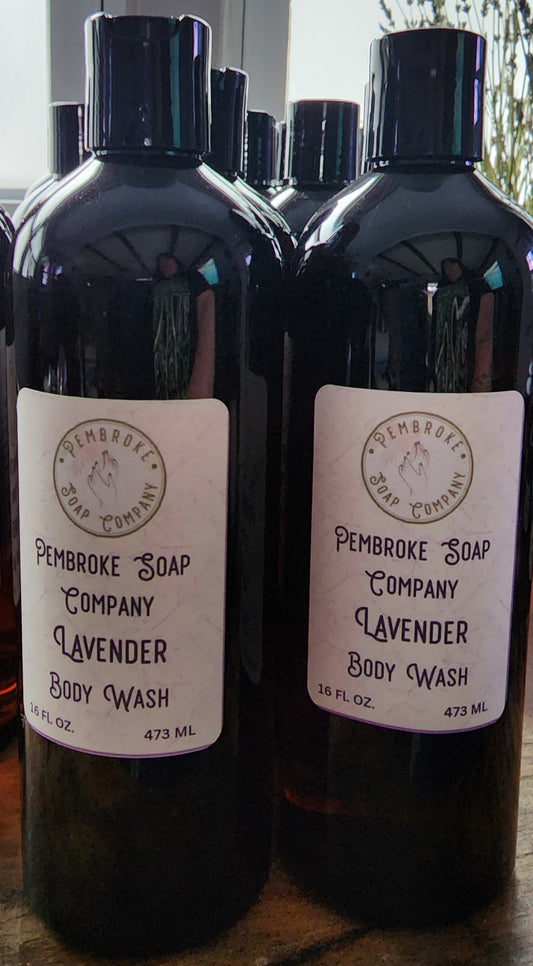 PEMBROKE
SOAP COMPANY
PEMBROKE SOAP
COMPANY
LAVENDER
BODY WASH
16 FL. OZ.
473 ML
PEMBROKE
SOAP COMPANY
PEMBROKE SOAP
COMPANY
LAVENDER
BODY WASH
16 FL. OZ.
473 ML